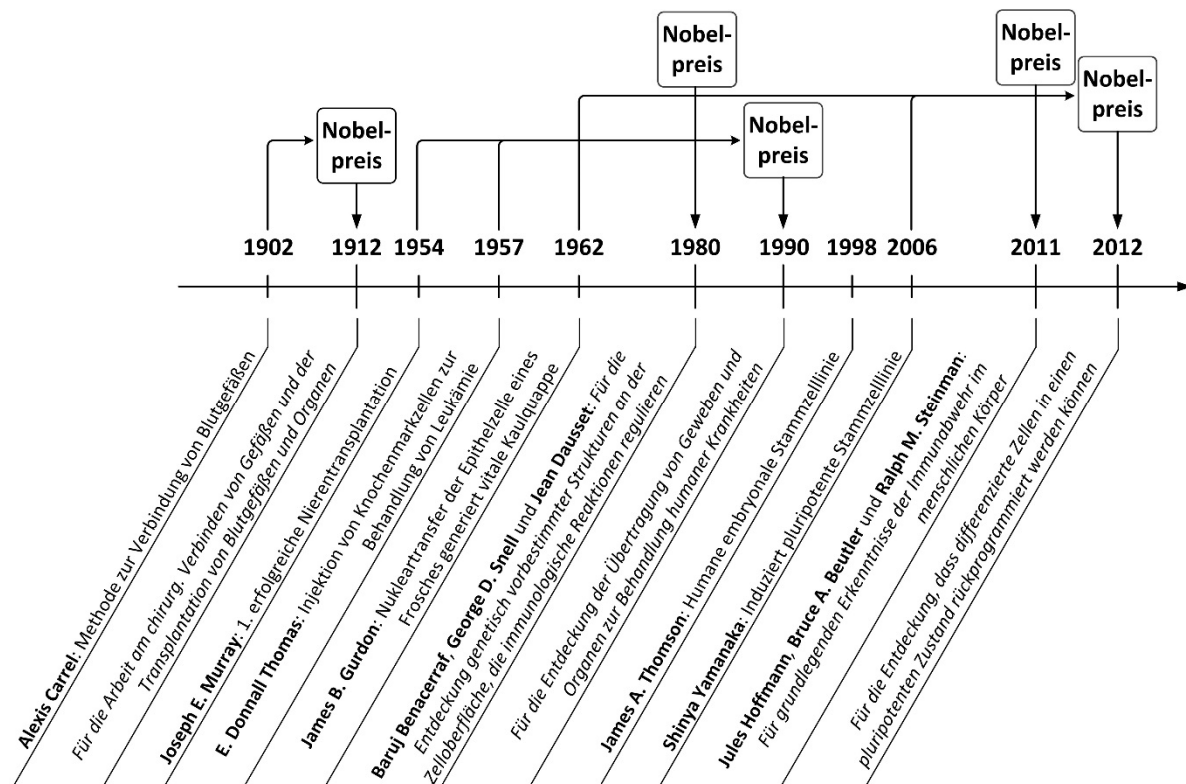 Nobel-
preis
Nobel-
preis
Nobel-
preis
Nobel-
preis
Nobel-
preis
1902 1912 1954 1957 1962 1980 1990 1998 2006 2011 2012
Alexis Carrel: Methode zur Verbindung von Blutgefäßen
Für die Arbeit am chirurg. Verbinden von Gefäßen und der
Transplantation von Blutgefäßen und Organen
Joseph E. Murray: 1. erfolgreiche Nierentransplantation
E. Donnall Thomas: Injektion von Knochenmarkzellen zur
Behandlung von Leukämie
James B. Gurdon: Nukleartransfer der Epithelzelle eines
Frosches generiert vitale Kaulquappe
Baruj Benacerraf, George D. Snell und Jean Dausset: Für die
Entdeckung genetisch vorbestimmter Strukturen an der
Zelloberfläche, die immunologische Reaktionen regulieren
Für die Entdeckung der Übertragung von Geweben und
Organen zur Behandlung humaner Krankheiten
James A. Thomson: Humane embryonale Stammzelllinie
Shinya Yamanaka: Induziert pluripotente Stammzelllinie
Jules Hoffmann, Bruce A. Beutler und Ralph M. Steinman:
Für grundlegenden Erkenntnisse der Immunabwehr im
menschlichen Körper
Für die Entdeckung, dass differenzierte Zellen in einen
pluripotenten Zustand rückprogrammiert werden können